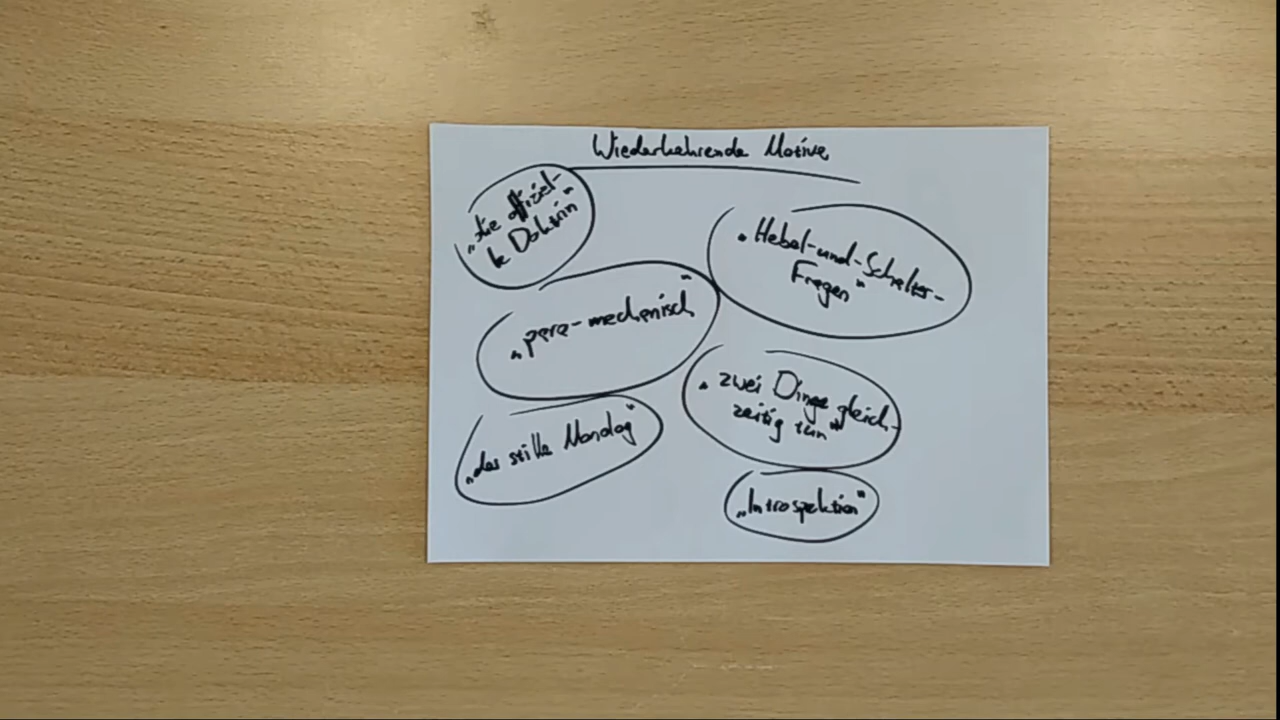 Wiederkehrende Motive
„die offiziel-
le Doktrin"
„Hebel-und-Schalter-
Fragen"
„para-mechanisch"
„zwei Dinge gleich-
zeitig tun"
„der stille Monolog"
„Introspektion"